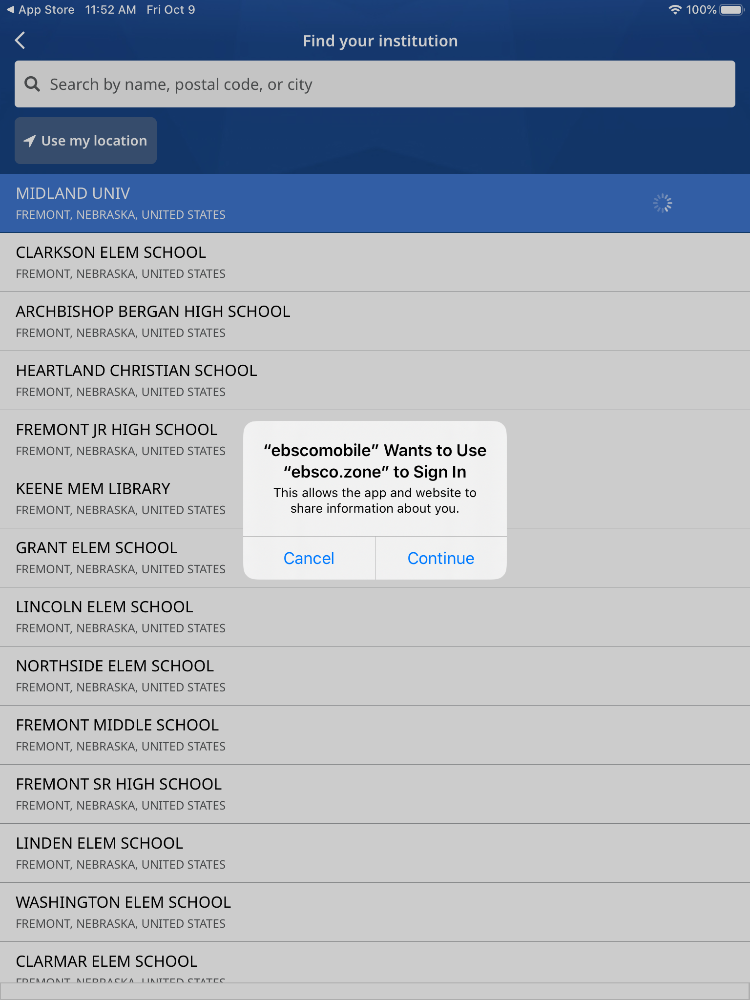 App Store 11:52 AM Fri Oct 9 100%
Find your institution
Search by name, postal code, or city
Use my location
MIDLAND UNIV
FREMONT, NEBRASKA, UNITED STATES
CLARKSON ELEM SCHOOL
FREMONT, NEBRASKA, UNITED STATES
ARCHBISHOP BERGAN HIGH SCHOOL
FREMONT, NEBRASKA, UNITED STATES
HEARTLAND CHRISTIAN SCHOOL
FREMONT, NEBRASKA, UNITED STATES
FREMONT JR HIGH SCHOOL
FREMONT, NEBRASKA, UNITED STATES
KEENE MEM LIBRARY
FREMONT, NEBRASKA, UNITED STATES
GRANT ELEM SCHOOL
FREMONT, NEBRASKA, UNITED STATES
“ebscomobile” Wants to Use
“ebsco.zone” to Sign In
This allows the app and website to
share information about you.
Cancel Continue
LINCOLN ELEM SCHOOL
FREMONT, NEBRASKA, UNITED STATES
NORTHSIDE ELEM SCHOOL
FREMONT, NEBRASKA, UNITED STATES
FREMONT MIDDLE SCHOOL
FREMONT, NEBRASKA, UNITED STATES
FREMONT SR HIGH SCHOOL
FREMONT, NEBRASKA, UNITED STATES
LINDEN ELEM SCHOOL
FREMONT, NEBRASKA, UNITED STATES
WASHINGTON ELEM SCHOOL
FREMONT, NEBRASKA, UNITED STATES
CLARMAR ELEM SCHOOL
FREMONT, NEBRASKA, UNITED STATES